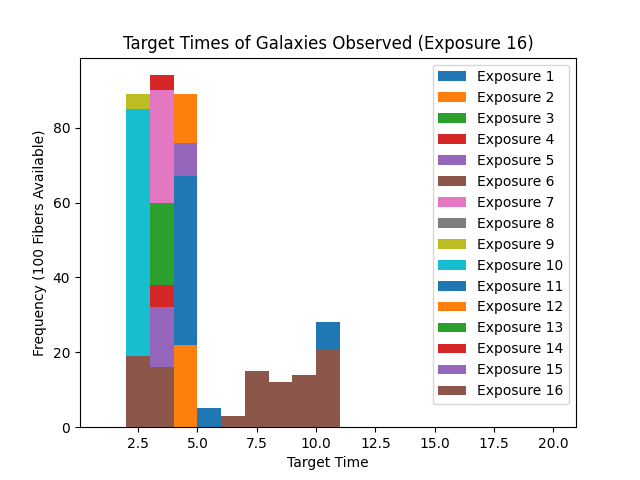 Target Times of Galaxies Observed (Exposure 16)
Frequency (100 Fibers Available)
80
60
40
20
0
2.5 5.0 7.5 10.0 12.5 15.0 17.5 20.0
Target Time
Exposure 1
Exposure 2
Exposure 3
Exposure 4
Exposure 5
Exposure 6
Exposure 7
Exposure 8
Exposure 9
Exposure 10
Exposure 11
Exposure 12
Exposure 13
Exposure 14
Exposure 15
Exposure 16